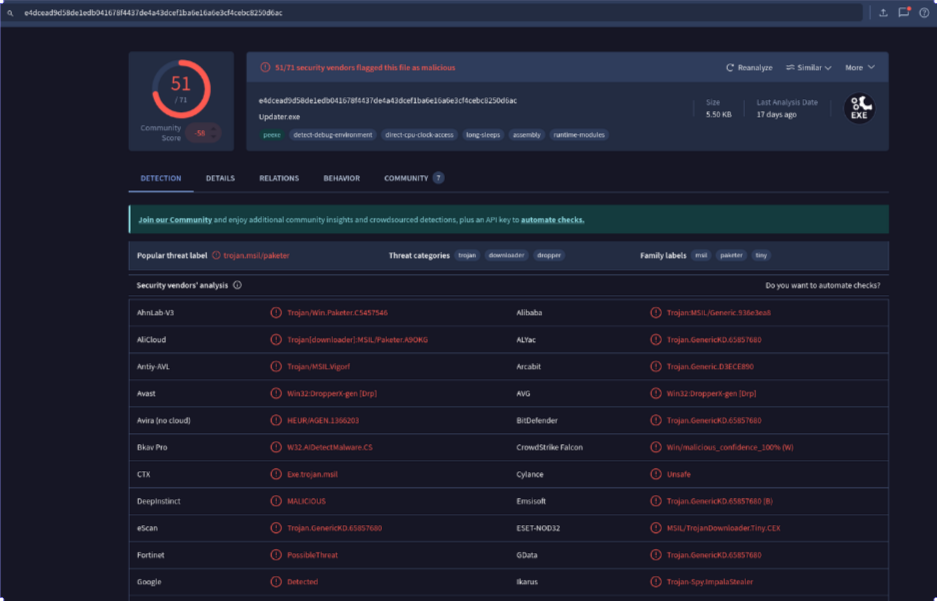 e4dcead9d58de1edb041678f4437de4a43dcef1ba6e16a6e3cf4cebc8250d6ac
51
/ 71
Community
Score
-56
51/71 security vendors flagged this file as malicious
Reanalyze
Similar
More
e4dcead9d58de1edb041678f4437de4a43dcef1ba6e16a6e3cf4cebc8250d6ac
Updater.exe
Size
5.50 KB
Last Analysis Date
17 days ago
EXE
peexe
detect-debug-environment
direct-cpu-clock-access
long-sleeps
assembly
runtime-modules
DETECTION
DETAILS
RELATIONS
BEHAVIOR
COMMUNITY
Join our Community and enjoy additional community insights and crowdsourced detections, plus an API key to automate checks.
Popular threat label trojan.msil/paketer
Threat categories trojan downloader dropper
Family labels msil paketer tiny
Security vendors' analysis
Do you want to automate checks?
AhnLab-V3 Trojan/Win.Paketer.C5457546
Alibaba Trojan:MSIL/Generic.936e3ea8
AliCloud Trojan[downloader]:MSIL/Paketer.A9OKG
ALYac Trojan.GenericKD.65857680
Antiy-AVL Trojan/MSIL.Vigorf
Arcabit Trojan.Generic.D3ECE890
Avast Win32:DropperX-gen [Drp]
AVG Win32:DropperX-gen [Drp]
Avira (no cloud) HEUR/AGEN.1366203
BitDefender Trojan.GenericKD.65857680
Bkav Pro W32.AIDetectMalware.CS
CrowdStrike Falcon Win/malicious_confidence_100% (W)
CTX Exe.trojan.msil
Cylance Unsafe
DeepInstinct MALICIOUS
Emsisoft Trojan.GenericKD.65857680 (B)
eScan Trojan.GenericKD.65857680
ESET-NOD32 MSIL/TrojanDownloader.Tiny.CEX
Fortinet PossibleThreat
GData Trojan.GenericKD.65857680
Google Detected
Ikarus Trojan-Spy.ImpalaStealer